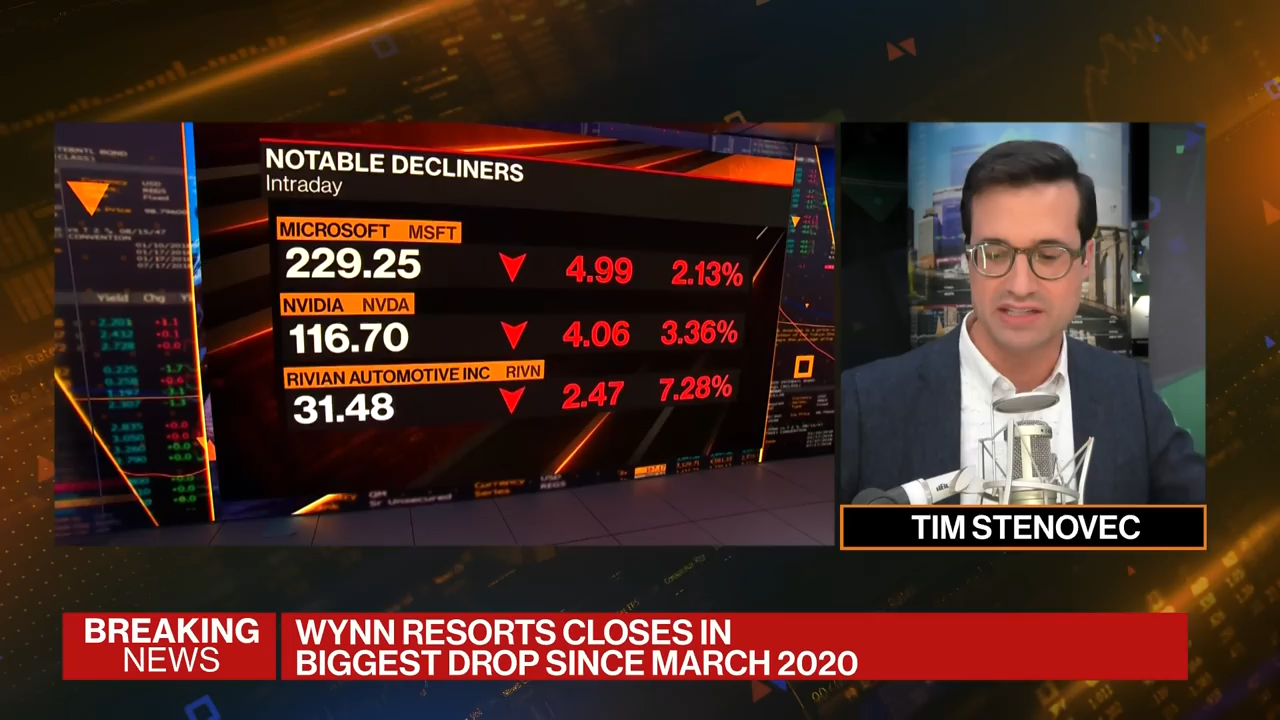 NOTABLE DECLINERS
Intraday
MICROSOFT MSFT
229.25 4.99 2.13%
NVIDIA NVDA
116.70 4.06 3.36%
RIVIAN AUTOMOTIVE INC RIVN
31.48 2.47 7.28%
Yield Chg
TIM STENOVEC
BREAKING
NEWS
WYNN RESORTS CLOSES IN
BIGGEST DROP SINCE MARCH 2020